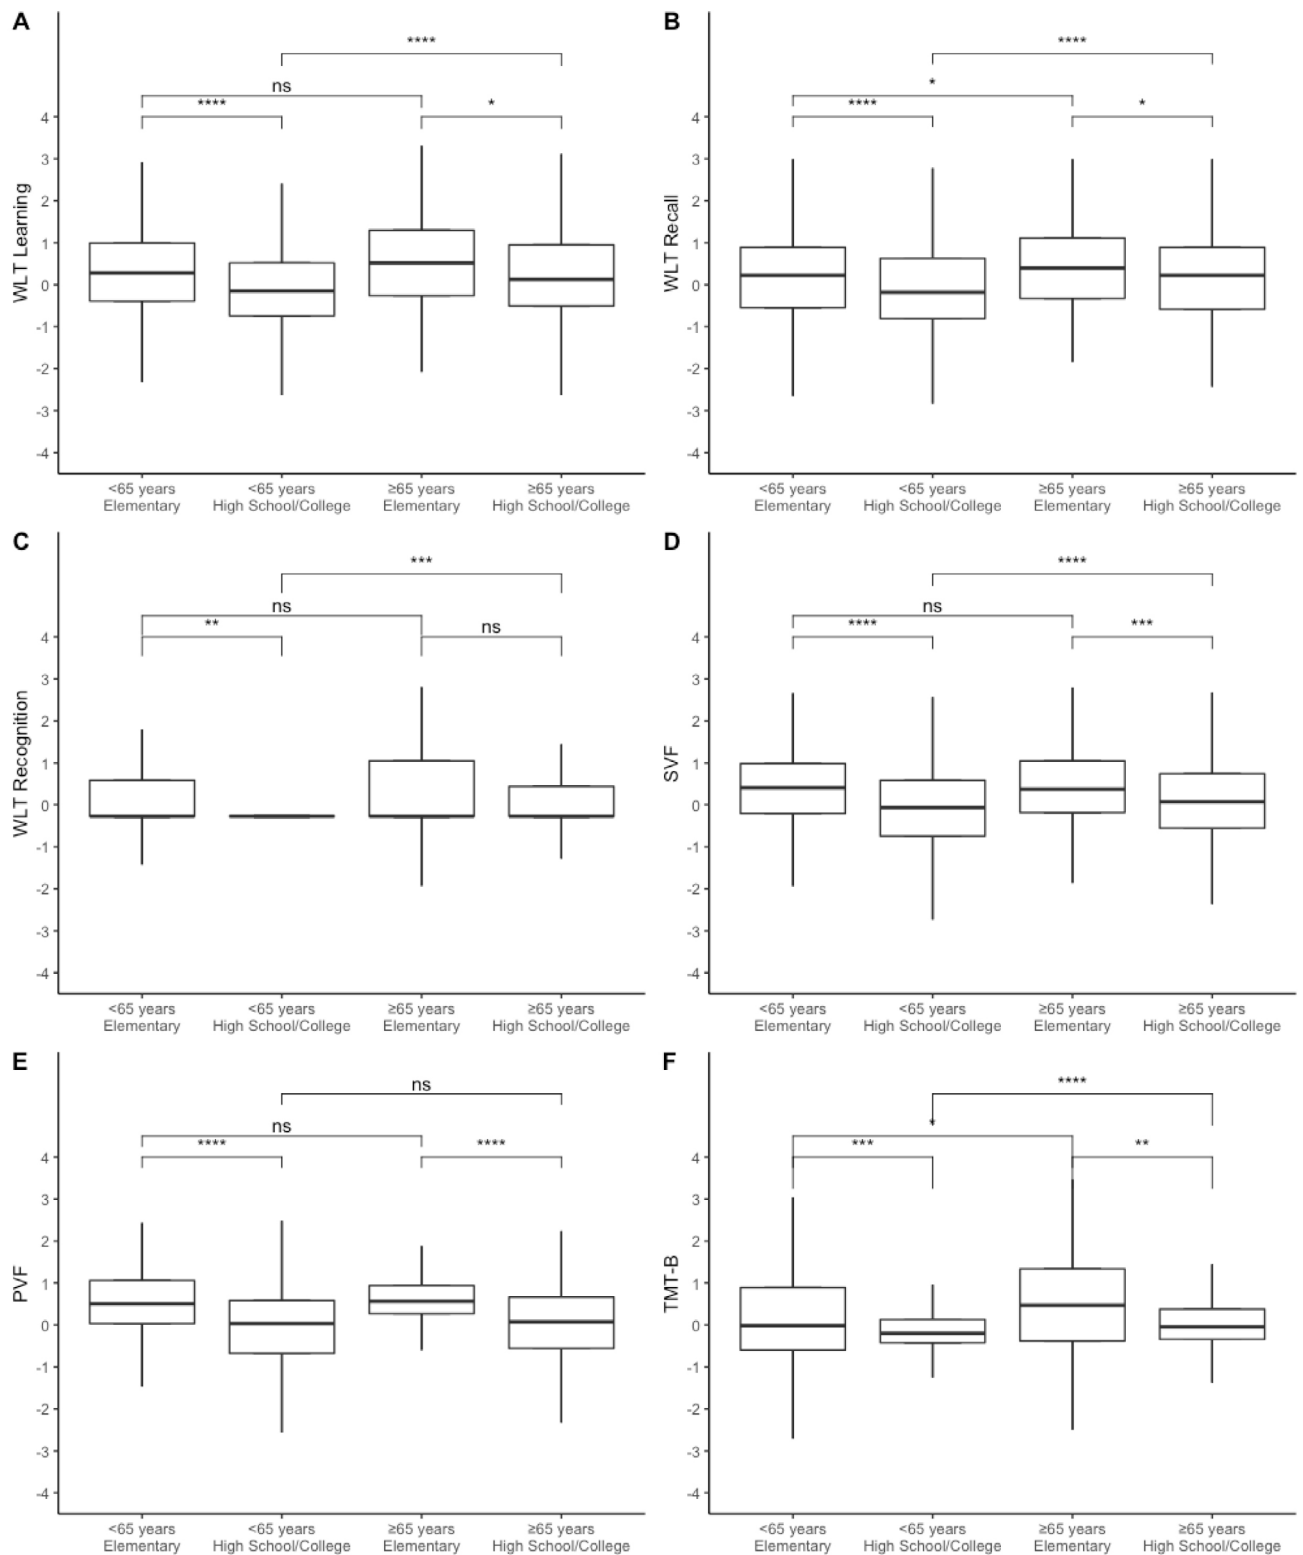 A
****
ns
**** *
4
3
2
1
0
-1
-2
-3
-4
WLT Learning
<65 years <65 years ≥65 years ≥65 years
Elementary High School/College Elementary High School/College
B
****
*
**** *
4
3
2
1
0
-1
-2
-3
-4
WLT Recall
<65 years <65 years ≥65 years ≥65 years
Elementary High School/College Elementary High School/College
C
***
ns
** ns
4
3
2
1
0
-1
-2
-3
-4
WLT Recognition
<65 years <65 years ≥65 years ≥65 years
Elementary High School/College Elementary High School/College
D
****
ns
**** ***
4
3
2
1
0
-1
-2
-3
-4
SVF
<65 years <65 years ≥65 years ≥65 years
Elementary High School/College Elementary High School/College
E
ns
ns
**** ****
4
3
2
1
0
-1
-2
-3
-4
PVF
<65 years <65 years ≥65 years ≥65 years
Elementary High School/College Elementary High School/College
F
****
*
*** **
4
3
2
1
0
-1
-2
-3
-4
TMT-B
<65 years <65 years ≥65 years ≥65 years
Elementary High School/College Elementary High School/College